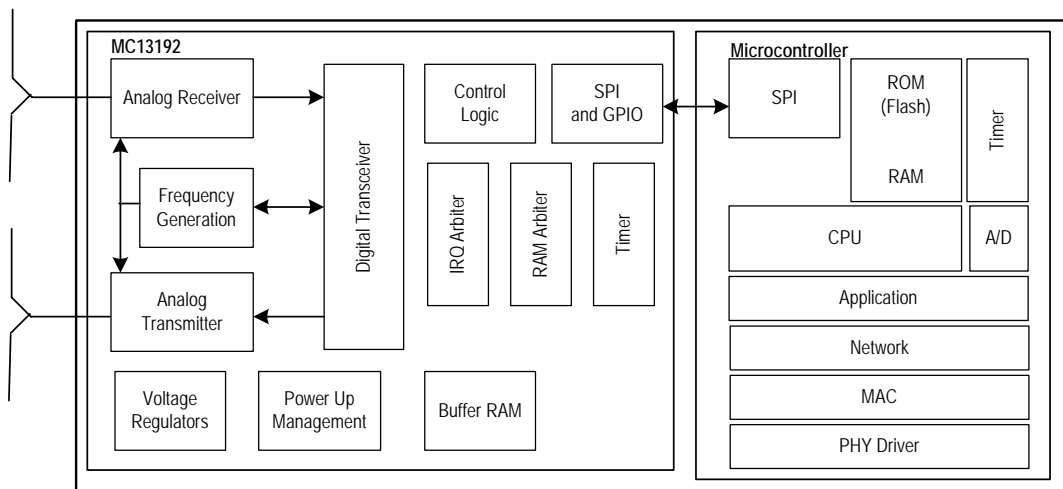 MC13192
Analog Receiver
Frequency
Generation
Analog
Transmitter
Voltage
Regulators
Power Up
Management
Digital Transceiver
Control
Logic
SPI
and GPIO
IRQ Arbiter
RAM Arbiter
Timer
Buffer RAM
Microcontroller
SPI
ROM
(Flash)
RAM
Timer
CPU
A/D
Application
Network
MAC
PHY Driver